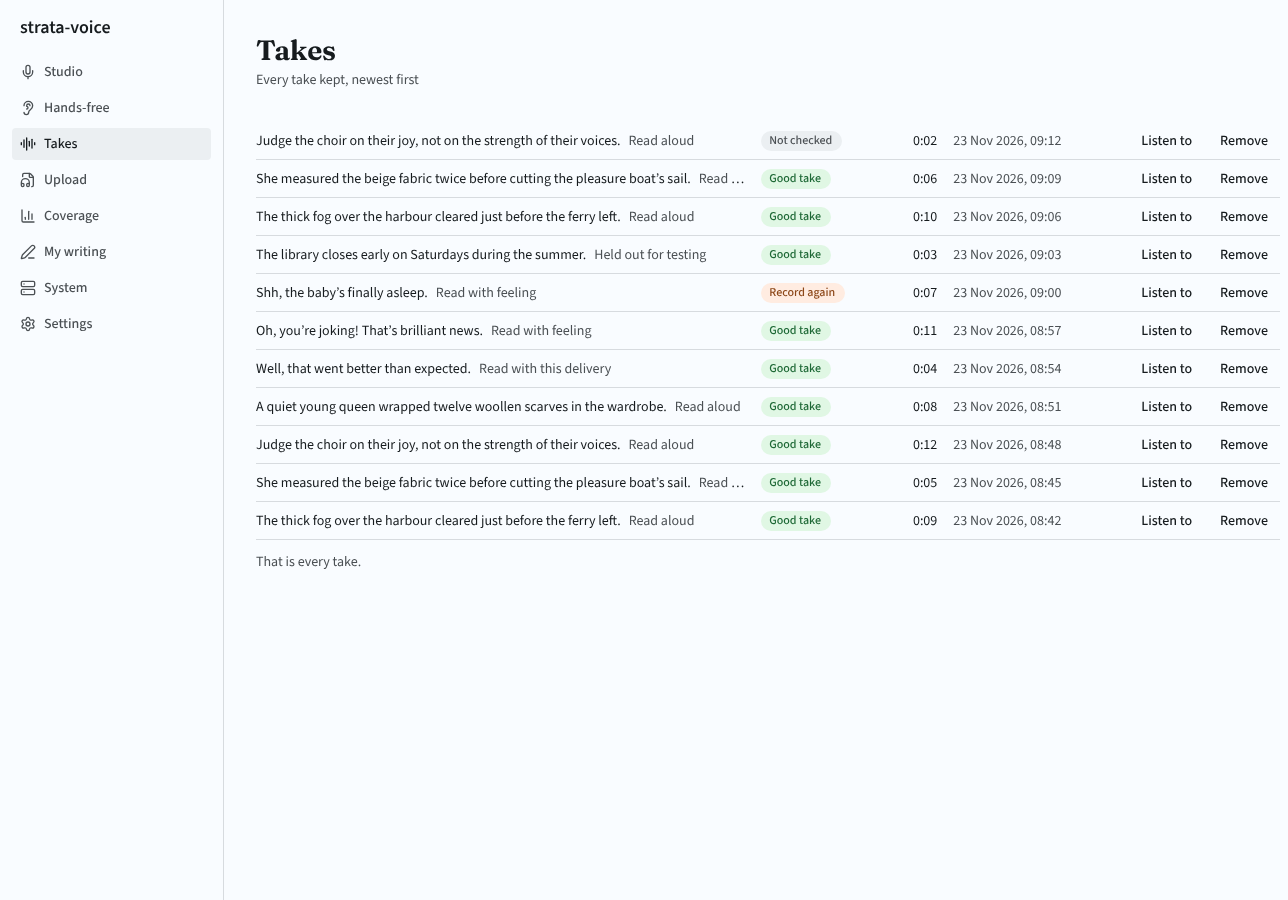 strata-voice
Studio
Hands-free
Takes
Upload
Coverage
My writing
System
Settings
Takes
Every take kept, newest first
Judge the choir on their joy, not on the strength of their voices. Read aloud Not checked 0:02 23 Nov 2026, 09:12 Listen to Remove
She measured the beige fabric twice before cutting the pleasure boat’s sail. Read … Good take 0:06 23 Nov 2026, 09:09 Listen to Remove
The thick fog over the harbour cleared just before the ferry left. Read aloud Good take 0:10 23 Nov 2026, 09:06 Listen to Remove
The library closes early on Saturdays during the summer. Held out for testing Good take 0:03 23 Nov 2026, 09:03 Listen to Remove
Shh, the baby’s finally asleep. Read with feeling Record again 0:07 23 Nov 2026, 09:00 Listen to Remove
Oh, you’re joking! That’s brilliant news. Read with feeling Good take 0:11 23 Nov 2026, 08:57 Listen to Remove
Well, that went better than expected. Read with this delivery Good take 0:04 23 Nov 2026, 08:54 Listen to Remove
A quiet young queen wrapped twelve woollen scarves in the wardrobe. Read aloud Good take 0:08 23 Nov 2026, 08:51 Listen to Remove
Judge the choir on their joy, not on the strength of their voices. Read aloud Good take 0:12 23 Nov 2026, 08:48 Listen to Remove
She measured the beige fabric twice before cutting the pleasure boat’s sail. Read … Good take 0:05 23 Nov 2026, 08:45 Listen to Remove
The thick fog over the harbour cleared just before the ferry left. Read aloud Good take 0:09 23 Nov 2026, 08:42 Listen to Remove
That is every take.